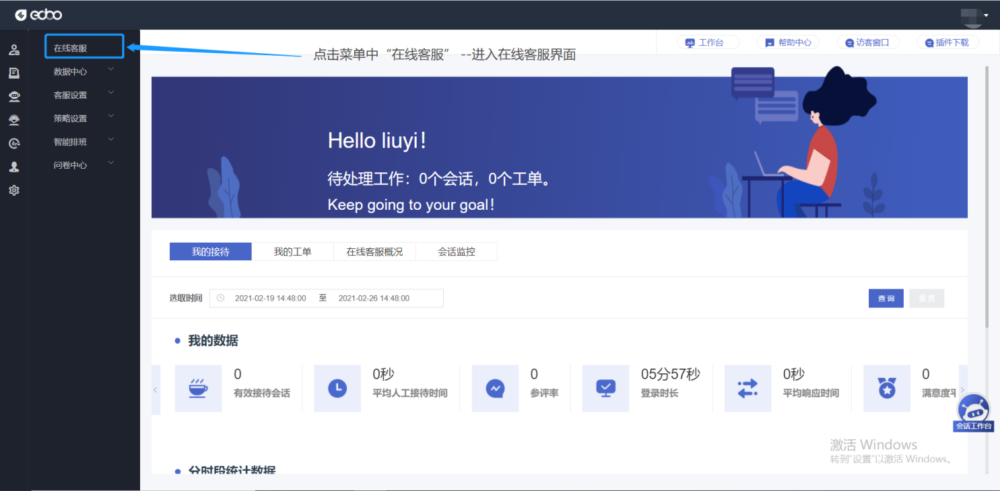 edbo
在线客服
数据中心
客服设置
策略设置
智能排班
问卷中心
点击菜单中“在线客服” --进入在线客服界面
工作台
帮助中心
访客窗口
插件下载
Hello liuyi!
待处理工作：0个会话，0个工单。
Keep going to your goal!
我的接待
我的工单
在线客服概况
会话监控
选取时间
2021-02-19 14:48:00 至 2021-02-26 14:48:00
查询
重置
我的数据
0
有效接待会话
0秒
平均人工接待时间
0
参评率
05分57秒
登录时长
0秒
平均响应时间
0
满意度平
会话工作台
激活 Windows
转到"设置"以激活 Windows。
分时段统计数据